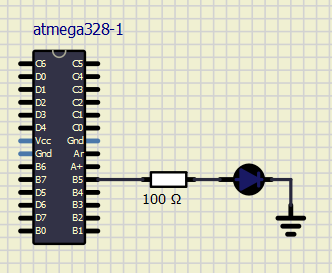 atmega328-1
C6 C5
D0 C4
D1 C3
D2 C2
D3 C1
D4 C0
Vcc Gnd
Gnd Ar
B6 A+
B7 B5
D5 B4
D6 B3
D7 B2
B0 B1
100 Ω